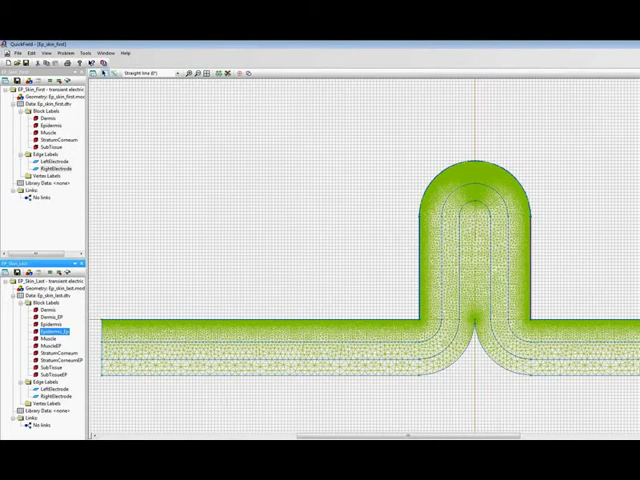 QuickField - [Ep_skin_first]
File Edit View Problem Tools Window Help
Straight line (0°)
EP_Skin_First - transient electric
Geometry: Ep_skin_first.mod
Data: Ep_skin_first.dtv
Block Labels
Dermis
Epidermis
Muscle
StratumCorneum
SubTissue
Edge Labels
LeftElectrode
RightElectrode
Vertex Labels
Library Data: <none>
Links:
No links
EP_Skin_Last - transient electric
Geometry: Ep_skin_last.mod
Data: Ep_skin_last.dtv
Block Labels
Dermis
Dermis_EP
Epidermis
Epidermis_Ep
Muscle
MuscleEP
StratumCorneum
StratumCorneumEP
SubTissue
SubTissueEP
Edge Labels
LeftElectrode
RightElectrode
Vertex Labels
Library Data: <none>
Links:
No links